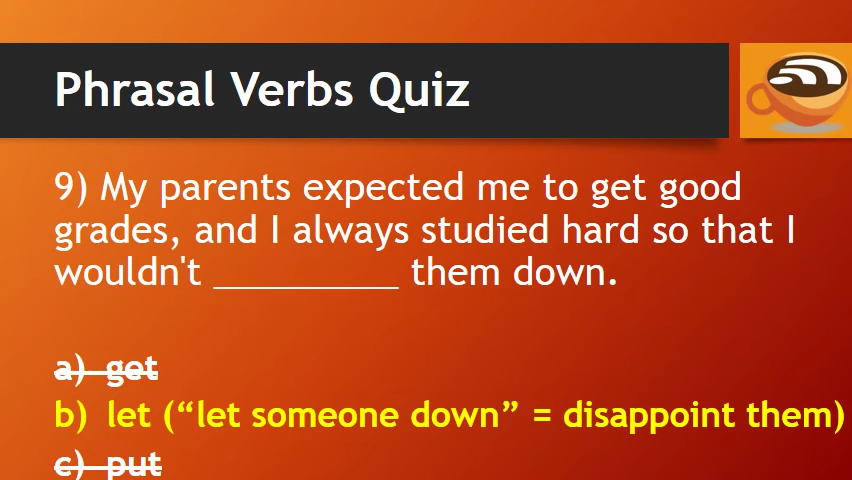 Phrasal Verbs Quiz
9) My parents expected me to get good
grades, and I always studied hard so that I
wouldn't _________ them down.
a) get
b) let (“let someone down” = disappoint them)
c) put